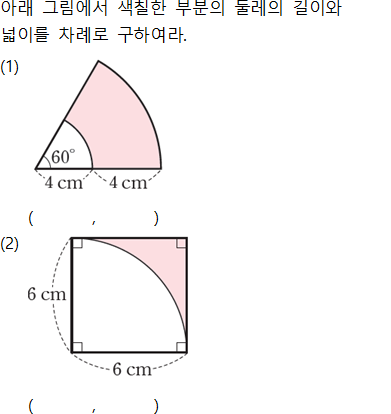 아래 그림에서 색칠한 부분의 둘레의 길이와
넓이를 차례로 구하여라.
(1)
60°
4 cm 4 cm
( , )
(2)
6 cm
6 cm
( , )